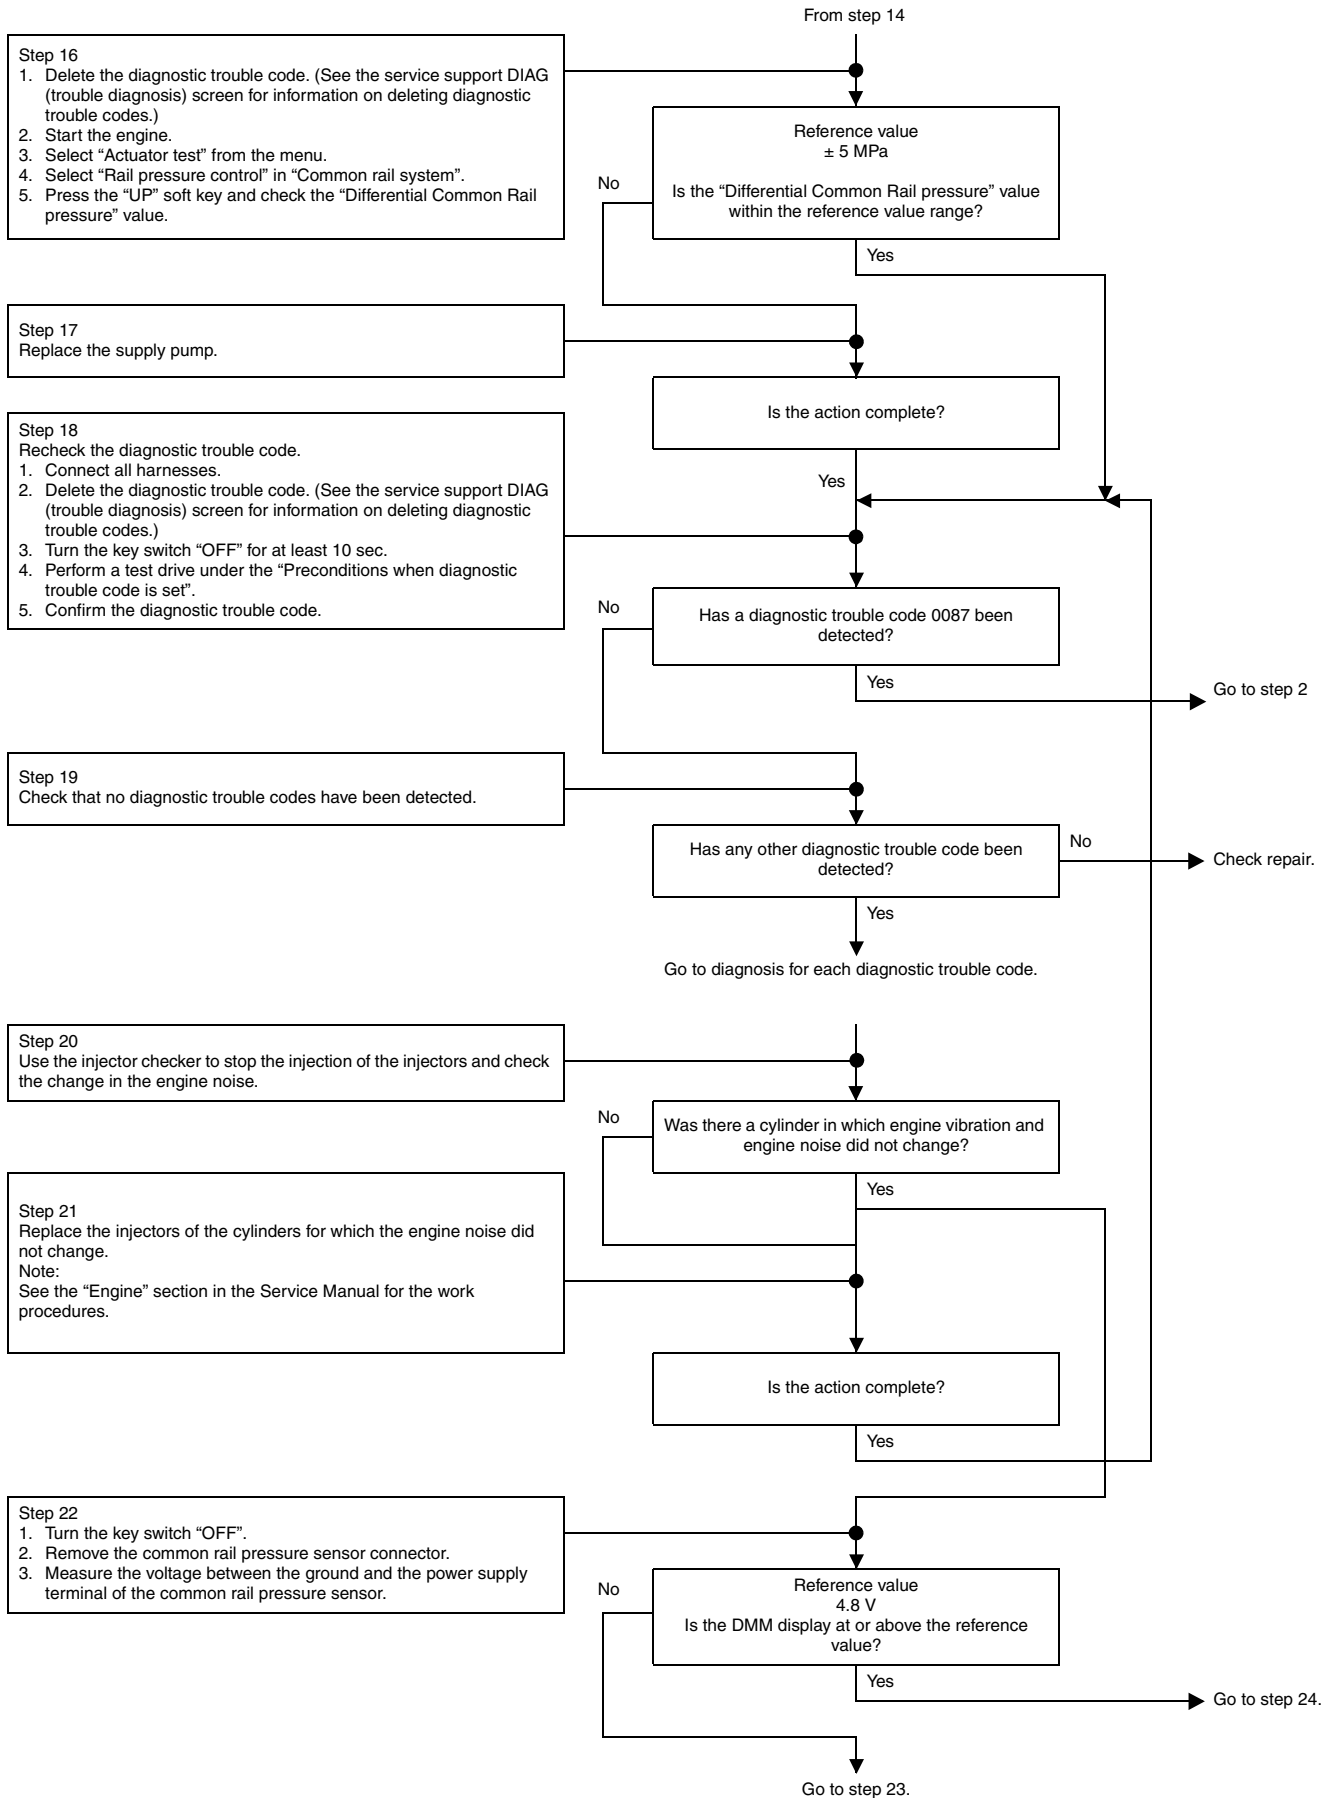 From step 14
Step 16
1. Delete the diagnostic trouble code. (See the service support DIAG
(trouble diagnosis) screen for information on deleting diagnostic
trouble codes.)
2. Start the engine.
3. Select “Actuator test” from the menu.
4. Select “Rail pressure control” in “Common rail system”.
5. Press the “UP” soft key and check the “Differential Common Rail
pressure” value.
Reference value
± 5 MPa
Is the “Differential Common Rail pressure” value
within the reference value range?
No
Yes
Step 17
Replace the supply pump.
Is the action complete?
Yes
Step 18
Recheck the diagnostic trouble code.
1. Connect all harnesses.
2. Delete the diagnostic trouble code. (See the service support DIAG
(trouble diagnosis) screen for information on deleting diagnostic
trouble codes.)
3. Turn the key switch “OFF” for at least 10 sec.
4. Perform a test drive under the “Preconditions when diagnostic
trouble code is set”.
5. Confirm the diagnostic trouble code.
No
Has a diagnostic trouble code 0087 been
detected?
Yes
Go to step 2
Step 19
Check that no diagnostic trouble codes have been detected.
Has any other diagnostic trouble code been
detected?
No
Check repair.
Yes
Go to diagnosis for each diagnostic trouble code.
Step 20
Use the injector checker to stop the injection of the injectors and check
the change in the engine noise.
No
Was there a cylinder in which engine vibration and
engine noise did not change?
Yes
Step 21
Replace the injectors of the cylinders for which the engine noise did
not change.
Note:
See the “Engine” section in the Service Manual for the work
procedures.
Is the action complete?
Yes
Step 22
1. Turn the key switch “OFF”.
2. Remove the common rail pressure sensor connector.
3. Measure the voltage between the ground and the power supply
terminal of the common rail pressure sensor.
No
Reference value
4.8 V
Is the DMM display at or above the reference
value?
Yes
Go to step 24.
Go to step 23.